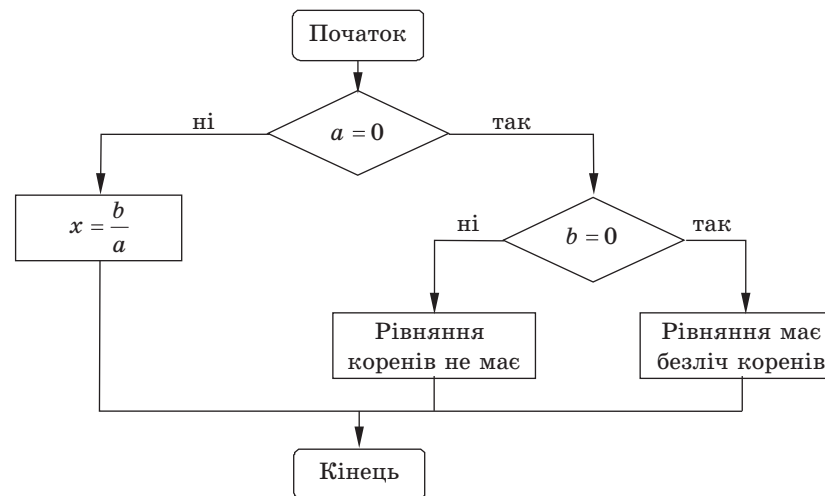 Початок
ні
a = 0
так
x = b/a
ні
b = 0
так
Рівняння
коренів не має
Рівняння має
безліч коренів
Кінець